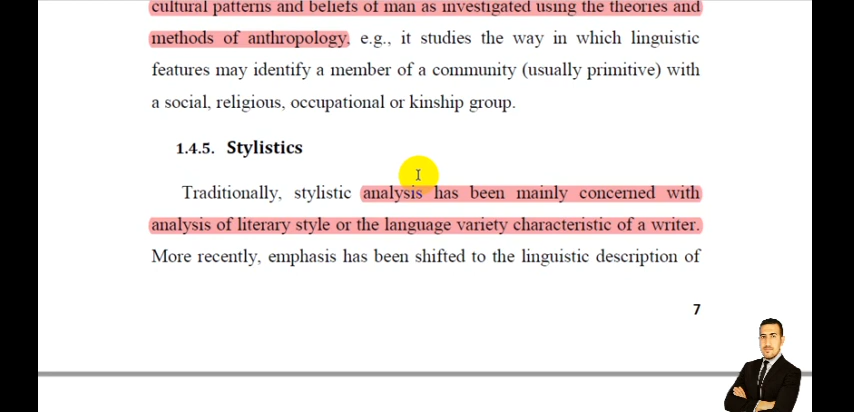 cultural patterns and beliefs of man as investigated using the theories and
methods of anthropology, e.g., it studies the way in which linguistic
features may identify a member of a community (usually primitive) with
a social, religious, occupational or kinship group.
1.4.5. Stylistics
Traditionally, stylistic analysis has been mainly concerned with
analysis of literary style or the language variety characteristic of a writer.
More recently, emphasis has been shifted to the linguistic description of
7